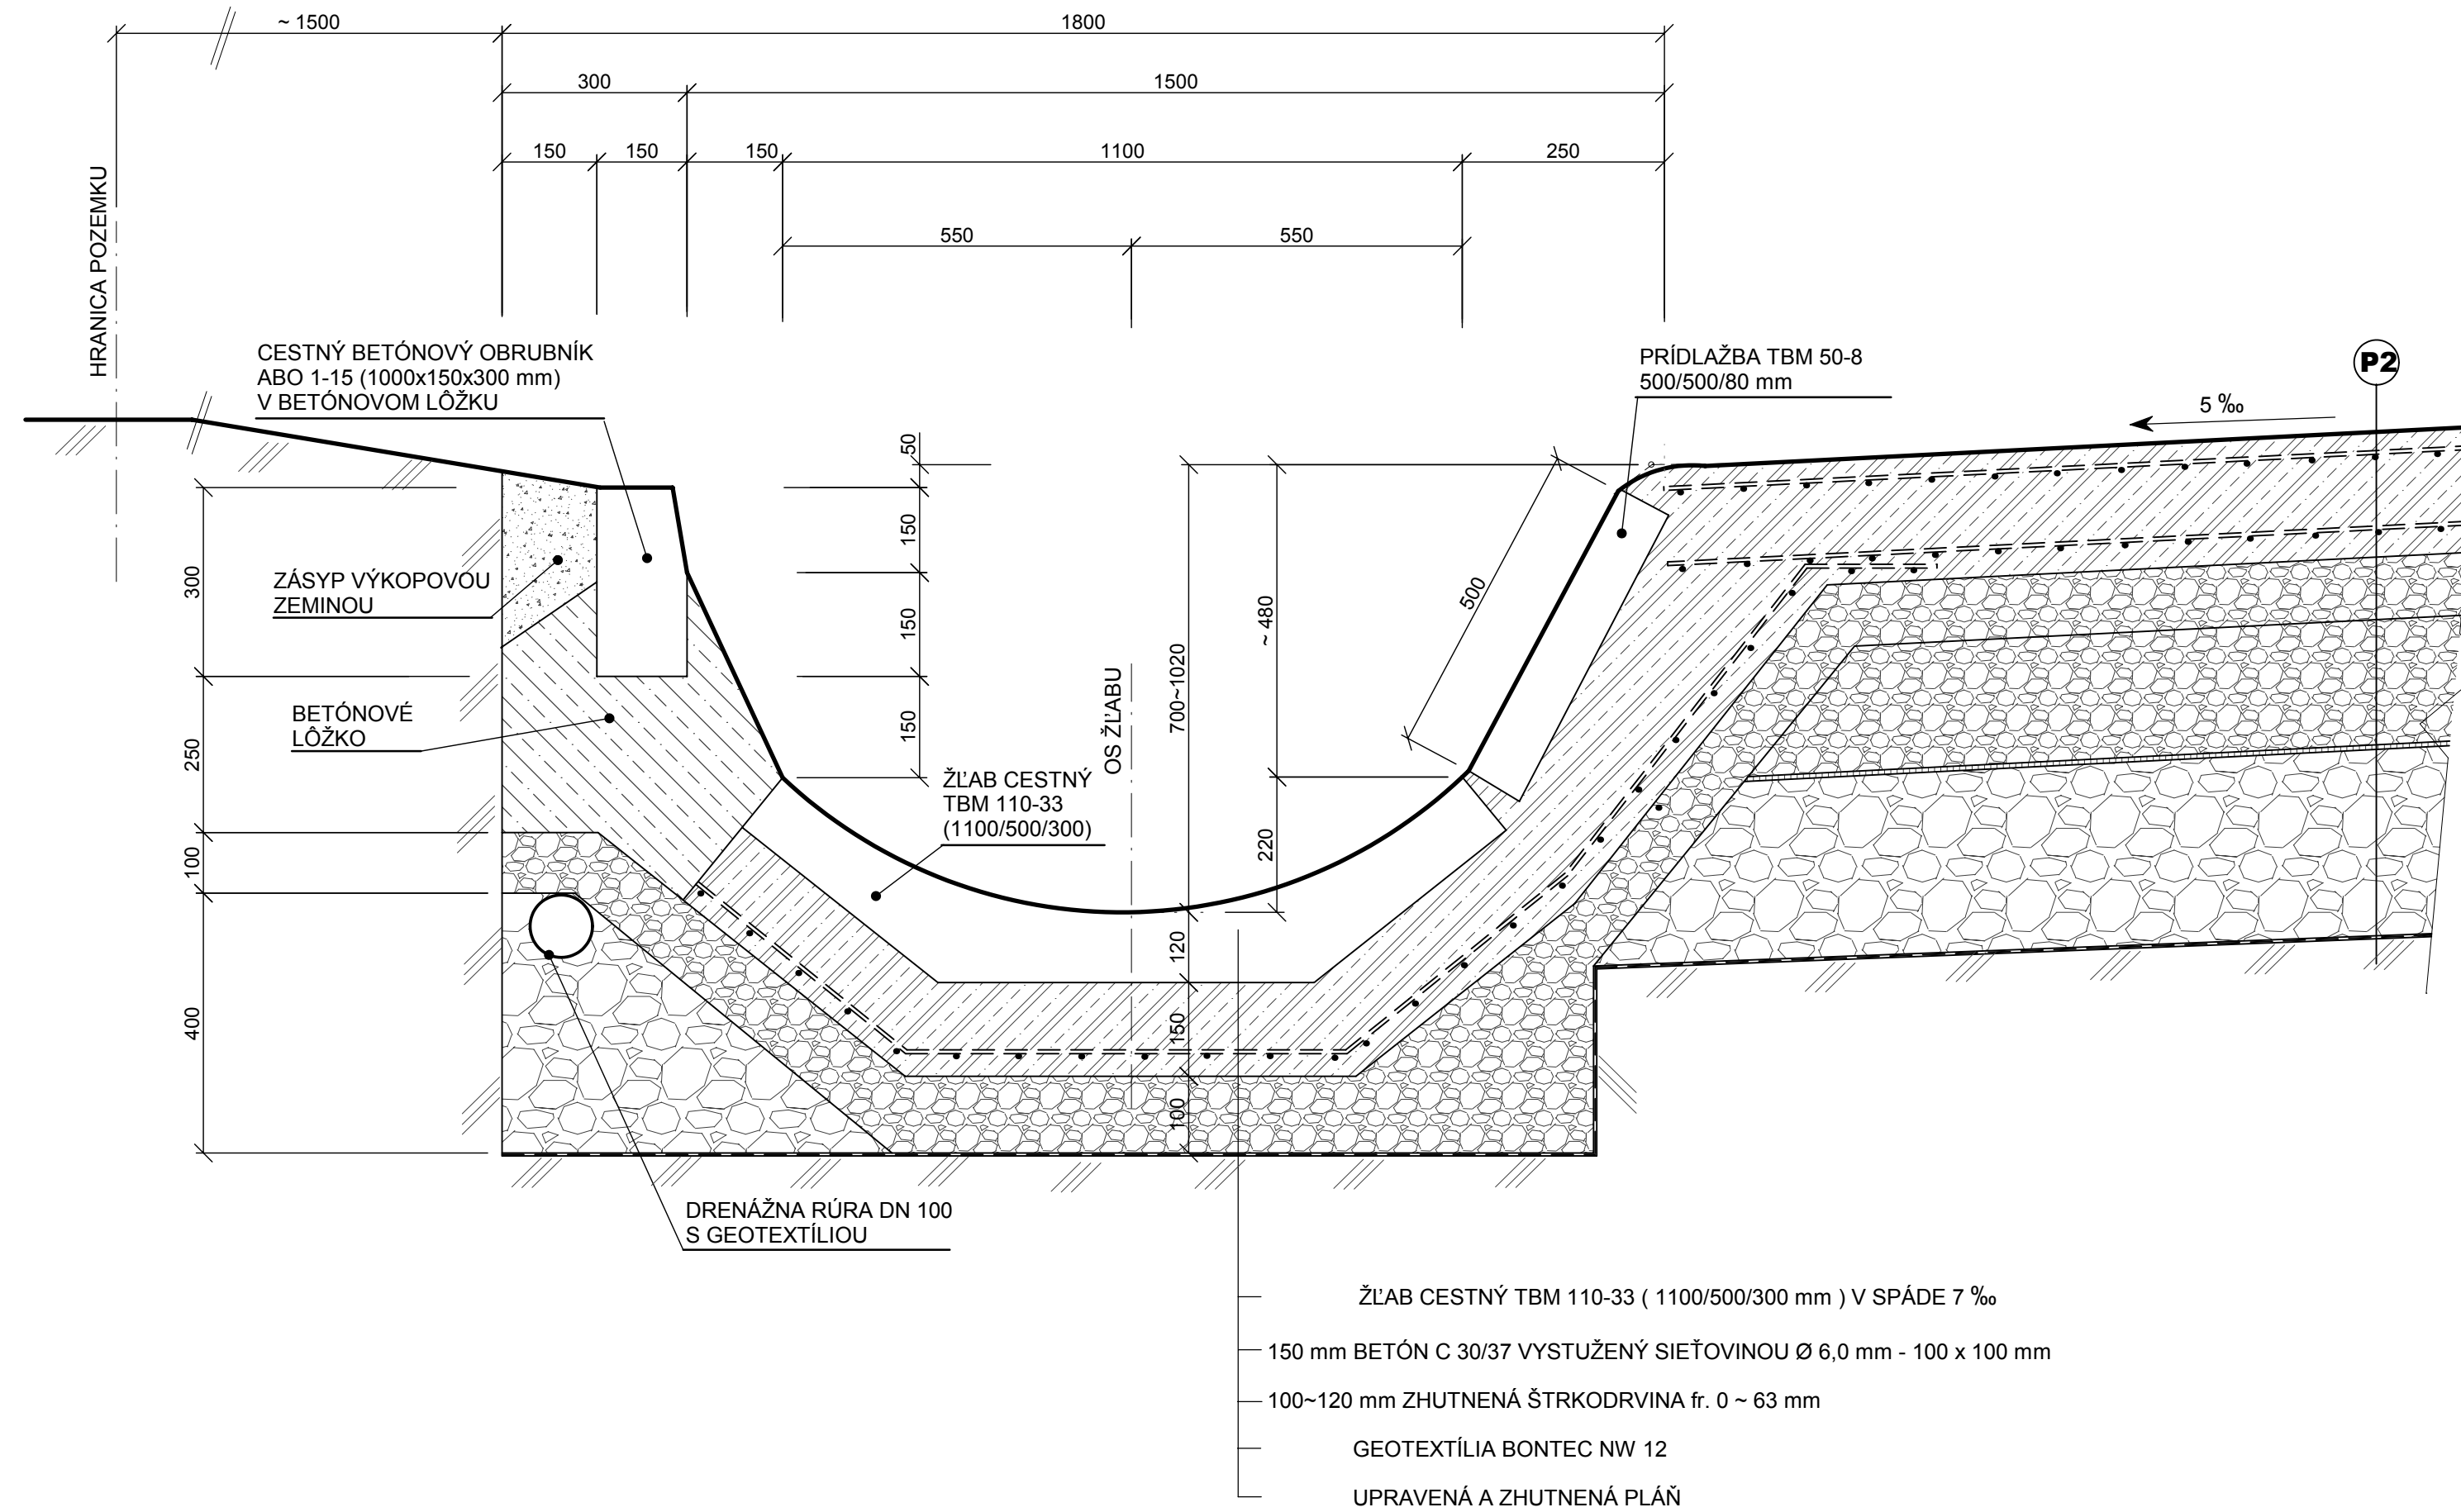 ~ 1500
1800
300
1500
150
150
150
1100
250
550
550
HRANICA POZEMKU
CESTNÝ BETÓNOVÝ OBRUBNÍK
ABO 1-15 (1000x150x300 mm)
V BETÓNOVOM LÔŽKU
PRÍDLAŽBA TBM 50-8
500/500/80 mm
P2
5 ‰
50
150
150
150
300
250
100
400
ZÁSYP VÝKOPOVOU
ZEMINOU
BETÓNOVÉ
LÔŽKO
ŽĽAB CESTNÝ
TBM 110-33
(1100/500/300)
OS ŽĽABU
700~1020
~ 480
500
220
120
150
100
DRENÁŽNA RÚRA DN 100
S GEOTEXTÍLIOU
ŽĽAB CESTNÝ TBM 110-33 ( 1100/500/300 mm ) V SPÁDE 7 ‰
150 mm BETÓN C 30/37 VYSTUŽENÝ SIEŤOVINOU Ø 6,0 mm - 100 x 100 mm
100~120 mm ZHUTNENÁ ŠTRKODRVINA fr. 0 ~ 63 mm
GEOTEXTÍLIA BONTEC NW 12
UPRAVENÁ A ZHUTNENÁ PLÁŇ